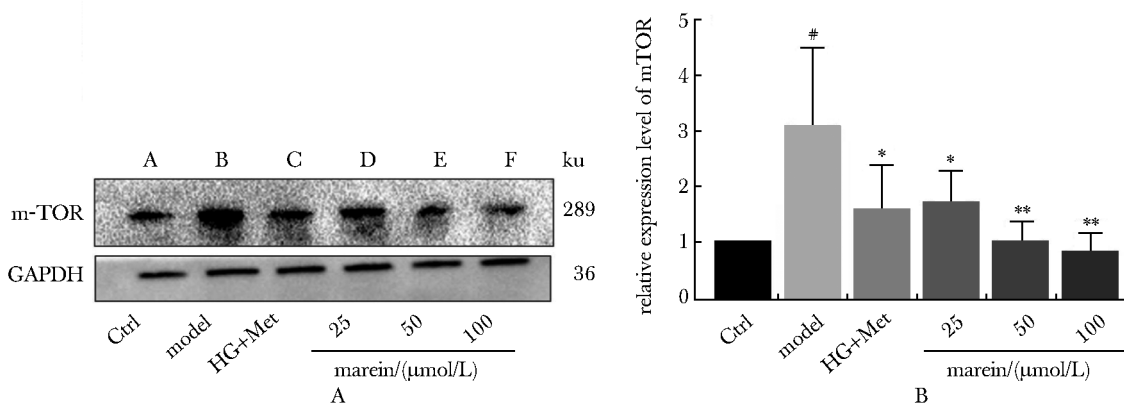 A B C D E F ku
m-TOR 289
GAPDH 36
Ctrl model HG+Met 25 50 100
marein/(μmol/L)
A
relative expression level of mTOR
5
4
3
2
1
0
#
*
*
**
**
Ctrl model HG+Met 25 50 100
marein/(μmol/L)
B